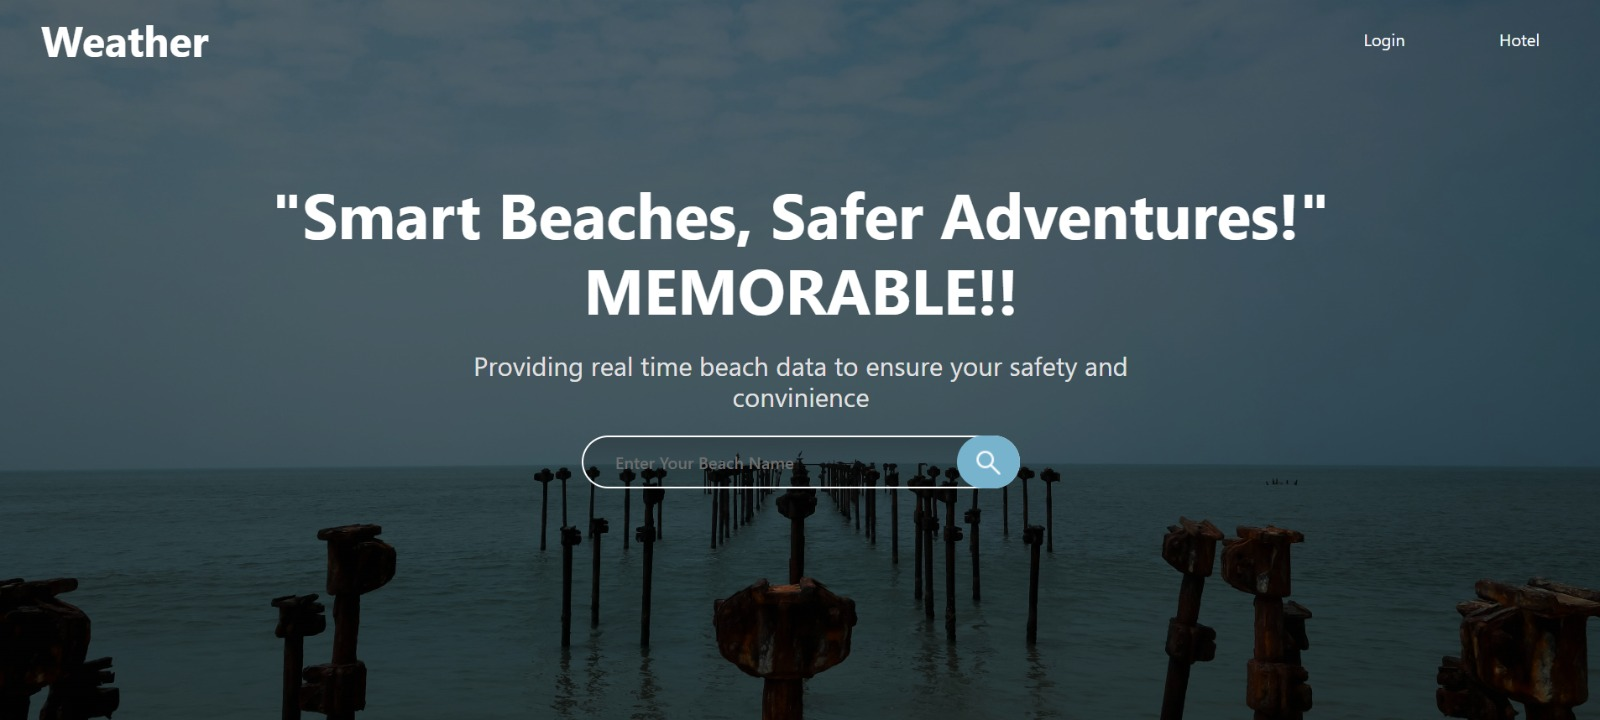 Weather
Login
Hotel
"Smart Beaches, Safer Adventures!"
MEMORABLE!!
Providing real time beach data to ensure your safety and
convinience
Enter Your Beach Name